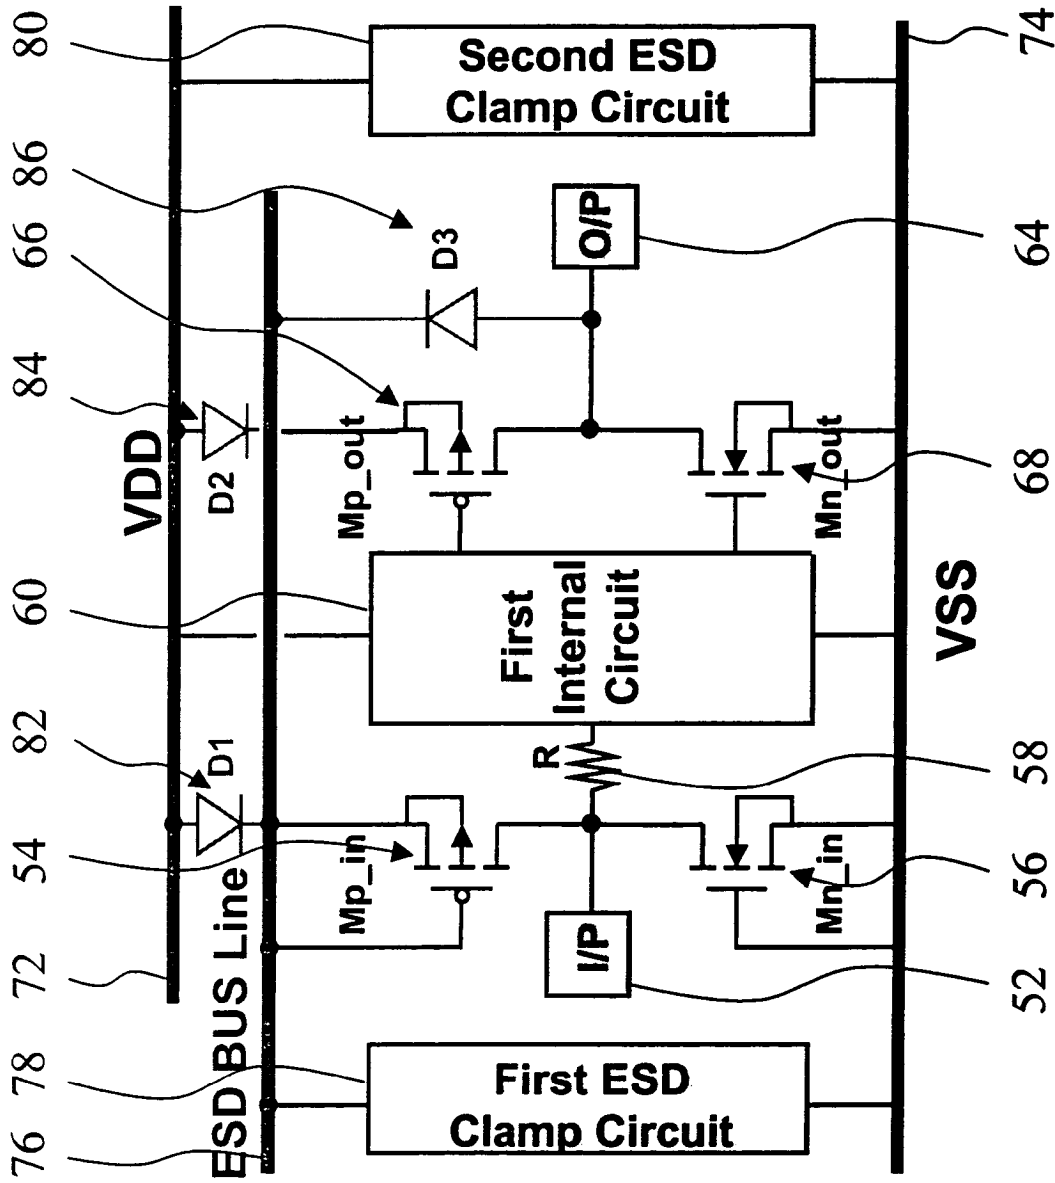 76
78
72
54
82
60
84
66
86
80
VDD
ESD BUS Line
D1
D2
D3
Mp_in
Mp_out
First ESD
Clamp Circuit
I/P
R
First
Internal
Circuit
O/P
Second ESD
Clamp Circuit
Mn_in
Mn_out
VSS
52
56
58
68
64
74